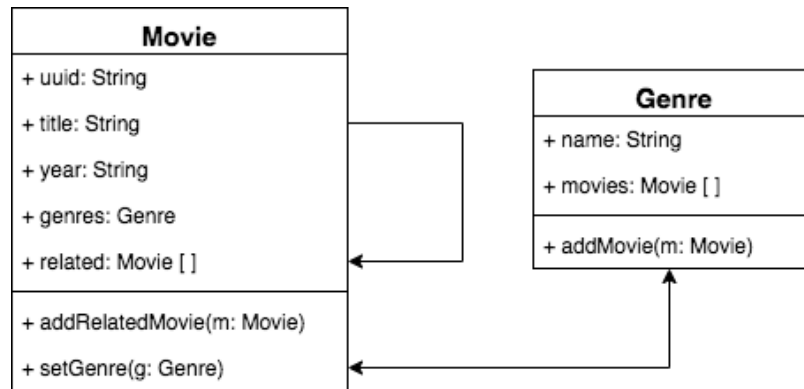 Movie
+ uuid: String
+ title: String
+ year: String
+ genres: Genre
+ related: Movie [ ]
+ addRelatedMovie(m: Movie)
+ setGenre(g: Genre)
Genre
+ name: String
+ movies: Movie [ ]
+ addMovie(m: Movie)